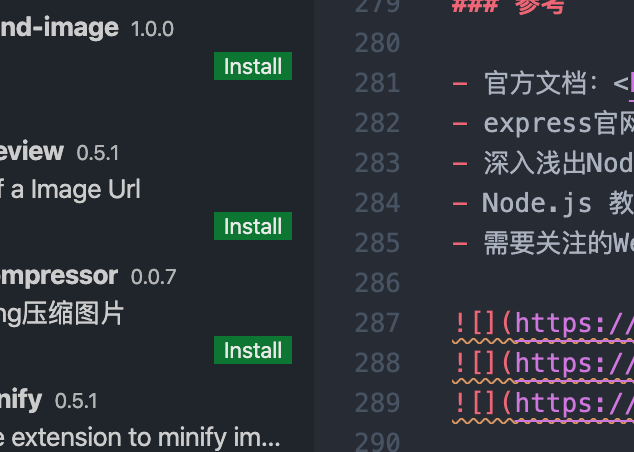 nd-image 1.0.0
Install
eview 0.5.1
f a Image Url
Install
mpressor 0.0.7
ng压缩图片
Install
nify 0.5.1
e extension to minify im...
279 ### 参考
280
281 - 官方文档：<
282 - express官网
283 - 深入浅出Nod
284 - Node.js 教
285 - 需要关注的We
286
287 ![](https://
288 ![](https://
289 ![](https://
290